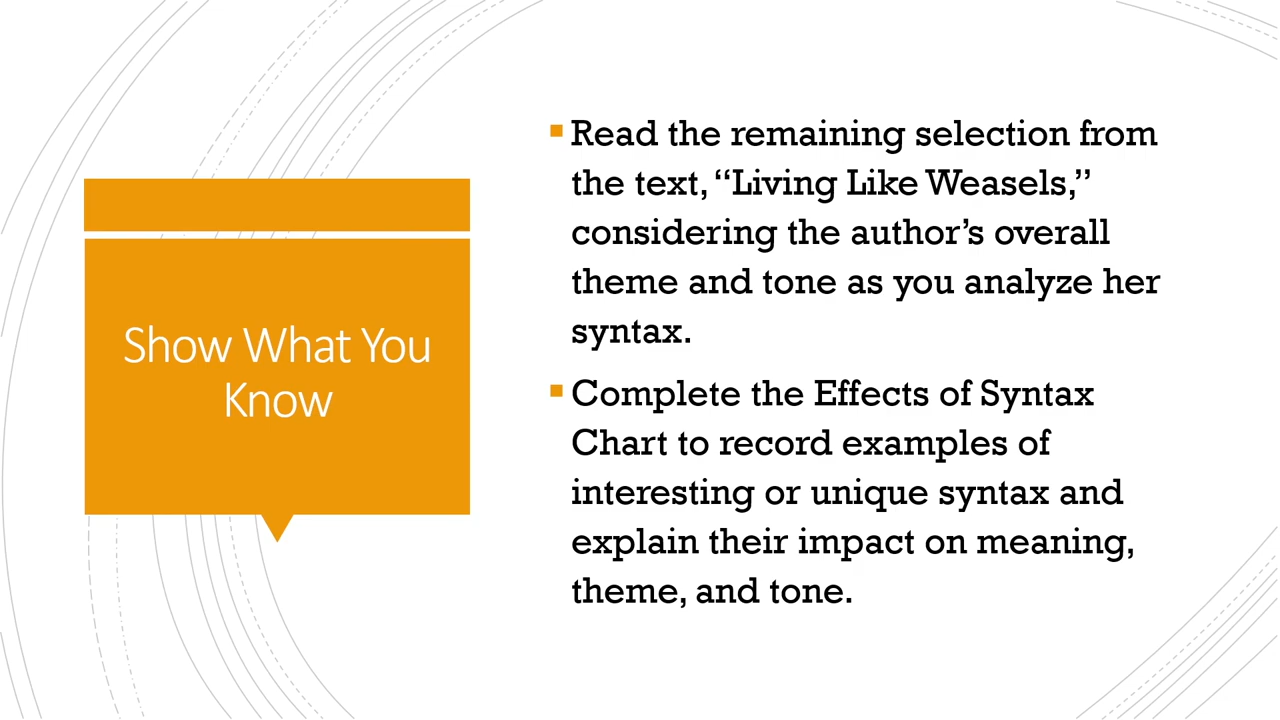 Show What You
Know
Read the remaining selection from
the text, “Living Like Weasels,”
considering the author’s overall
theme and tone as you analyze her
syntax.
Complete the Effects of Syntax
Chart to record examples of
interesting or unique syntax and
explain their impact on meaning,
theme, and tone.